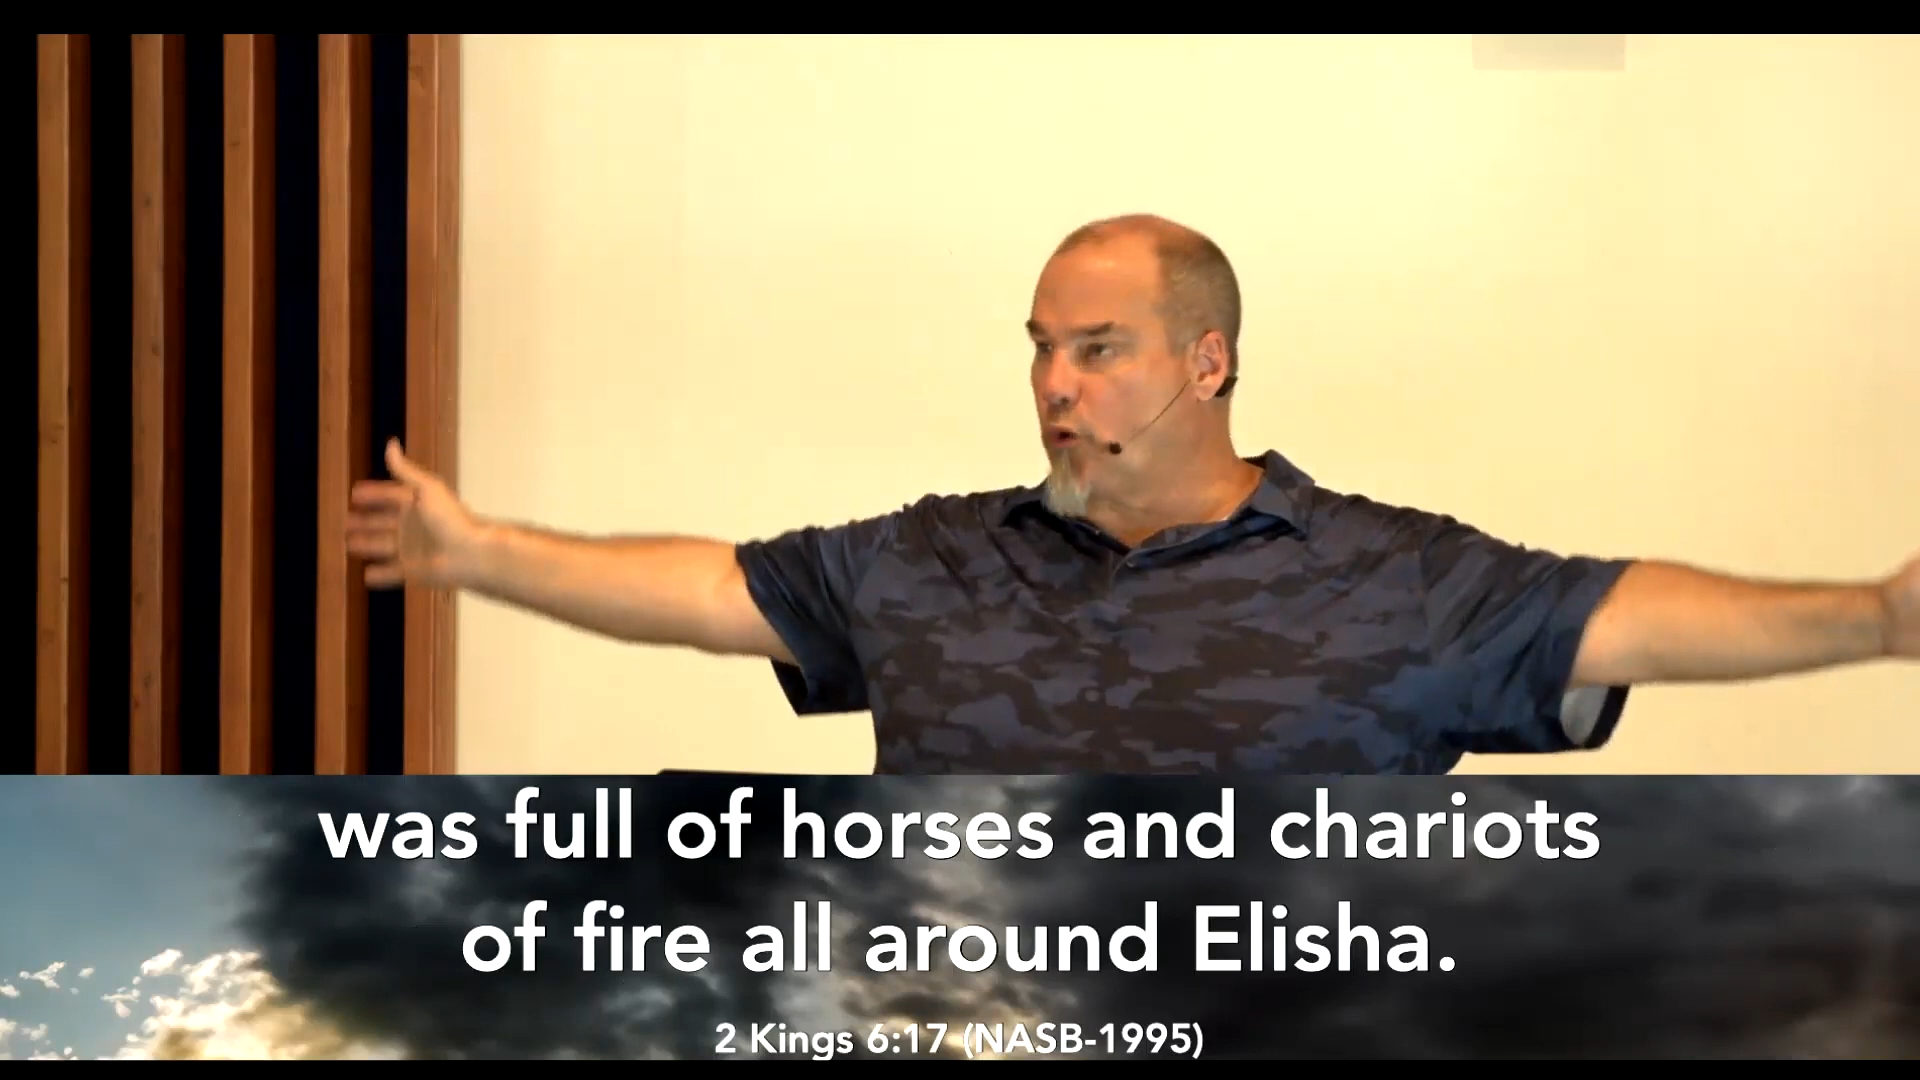 was full of horses and chariots
of fire all around Elisha.
2 Kings 6:17 (NASB-1995)